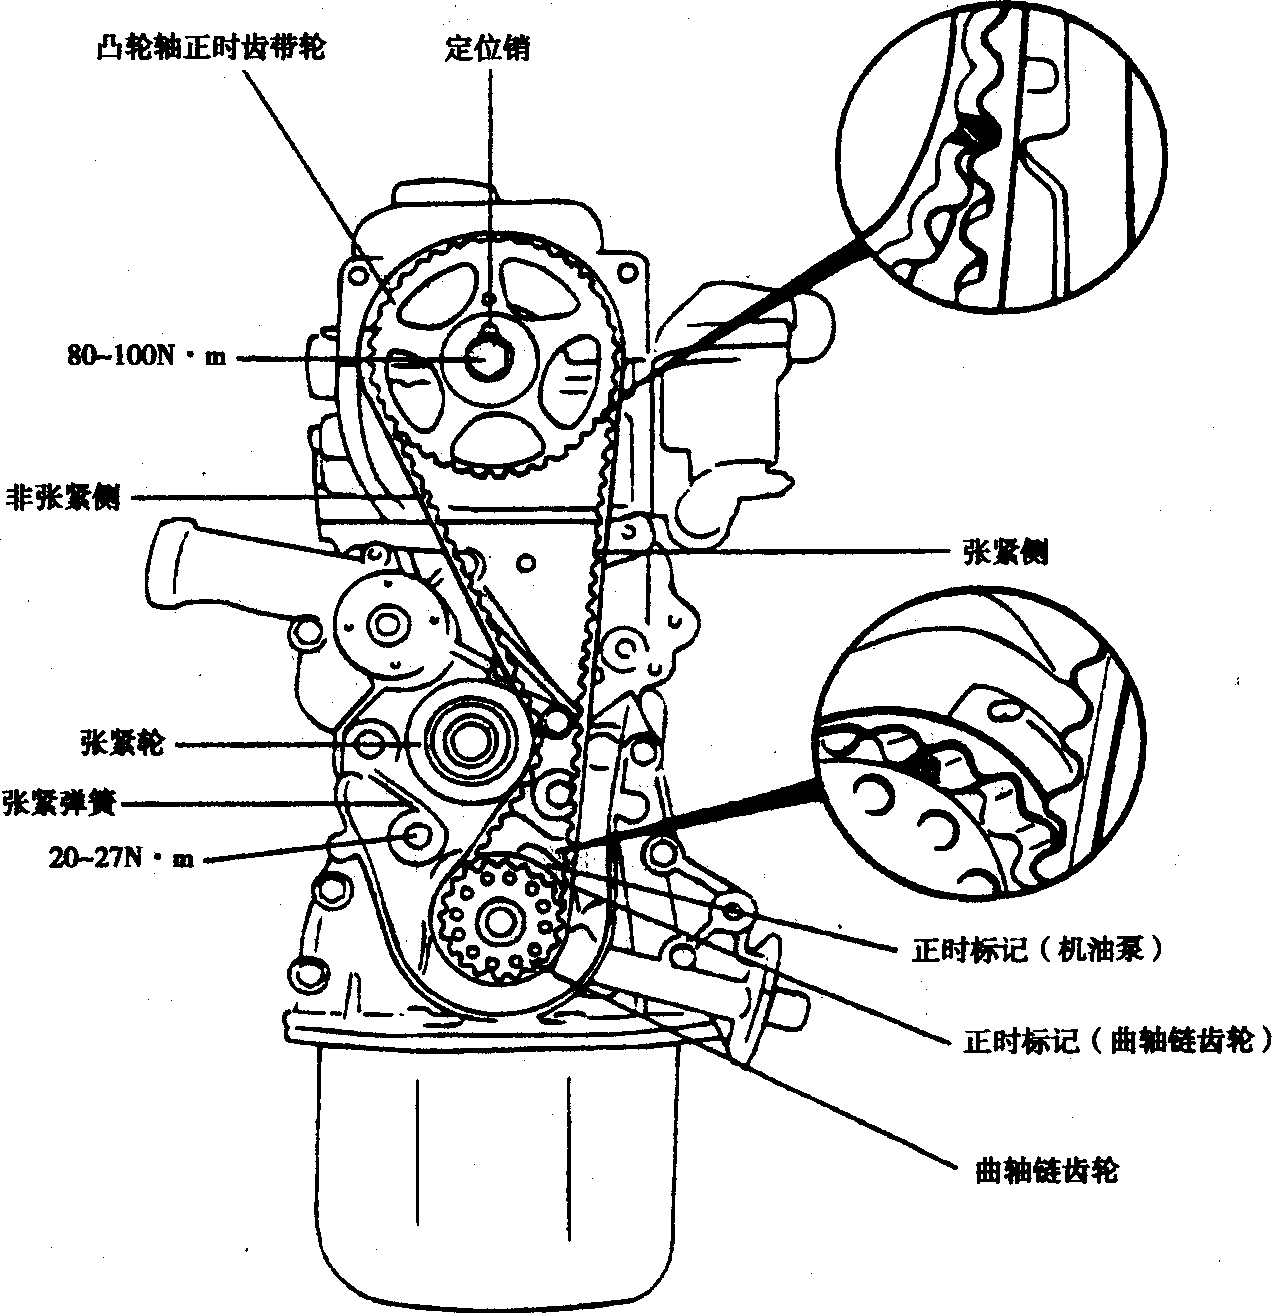 凸轮轴正时齿带轮
定位销
80~100N·m
非张紧侧
张紧侧
张紧轮
张紧弹簧
20~27N·m
正时标记（机油泵）
正时标记（曲轴链齿轮）
曲轴链齿轮